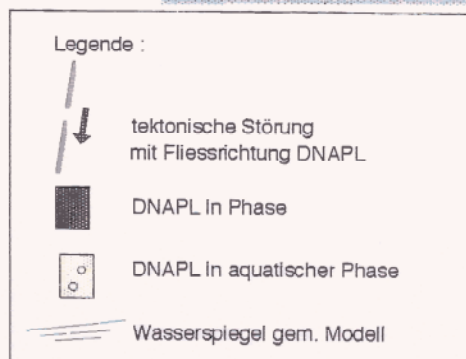 Legende :
tektonische Störung
mit Fliessrichtung DNAPL
DNAPL in Phase
DNAPL in aquatischer Phase
Wasserspiegel gem. Modell